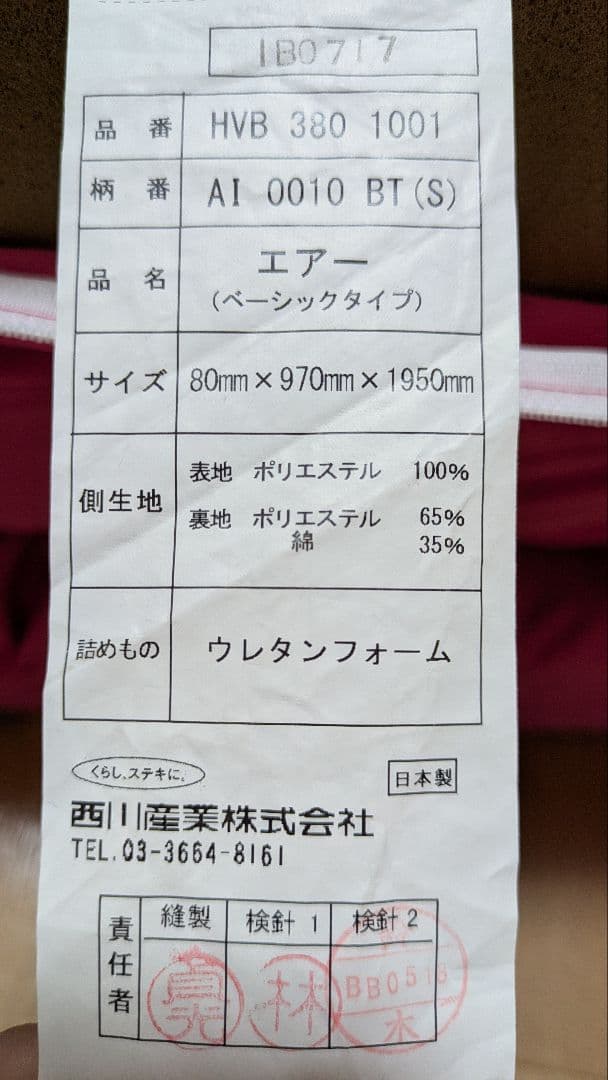 IB0717
品番 HVB 380 1001
柄番 AI 0010 BT(S)
品名 エアー
(ベーシックタイプ)
サイズ 80mm×970mm×1950mm
側生地
表地 ポリエステル 100%
裏地 ポリエステル 65%
綿 35%
詰めもの ウレタンフォーム
くらし、ステキに。
日本製
西川産業株式会社
TEL.03-3664-8161
責任者
縫製 検針1 検針2
林
BB0518
木